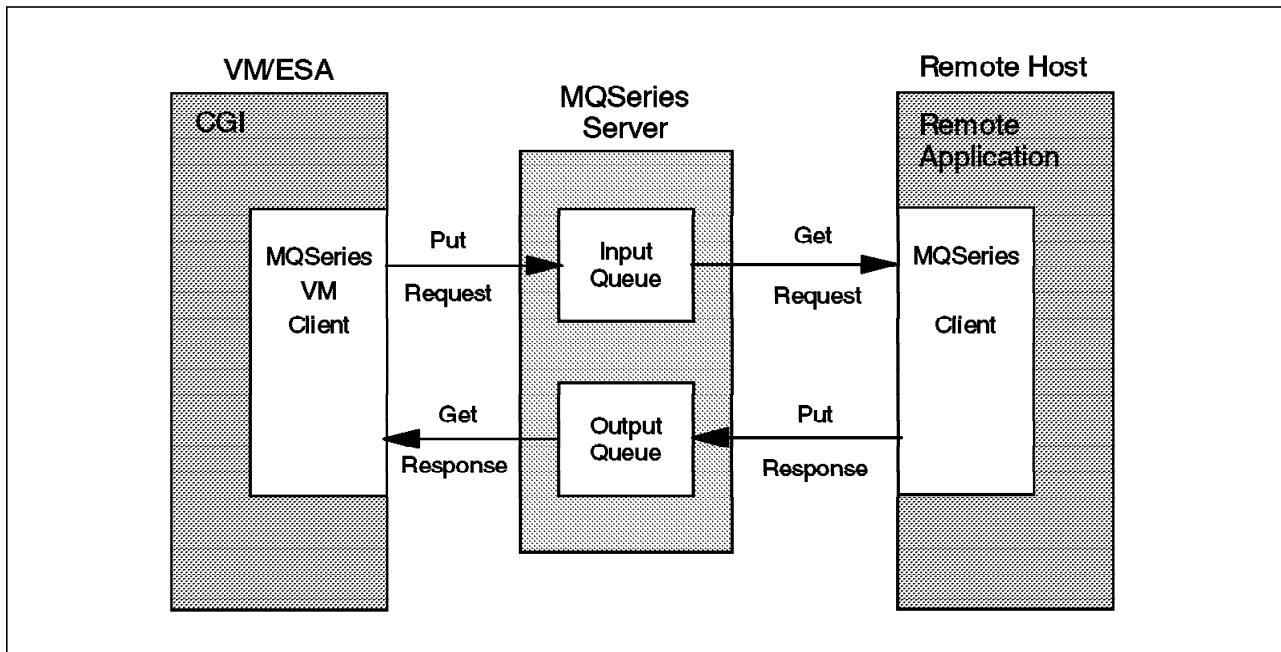 VM/ESA
CGI
MQSeries
VM
Client
Put
Request
Get
Response
MQSeries
Server
Input
Queue
Output
Queue
Get
Request
Put
Response
Remote Host
Remote
Application
MQSeries
Client